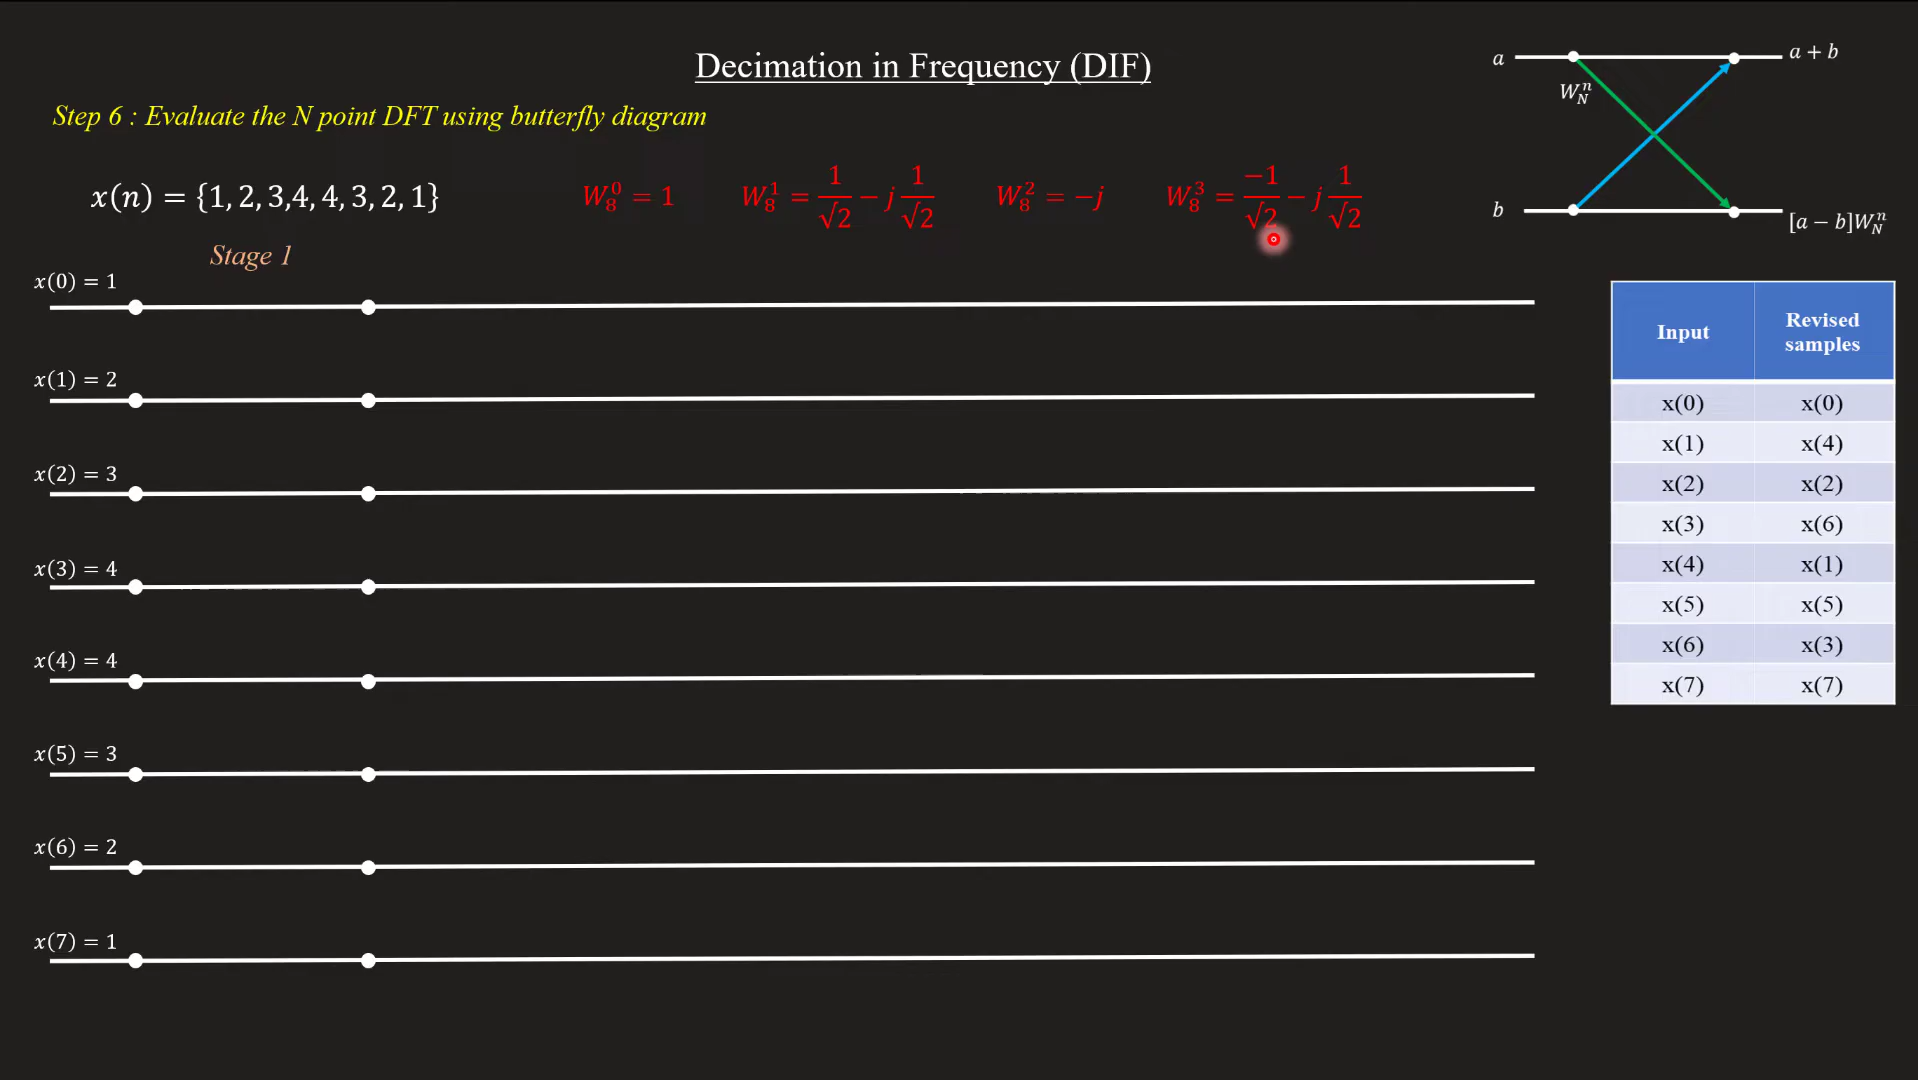 Decimation in Frequency (DIF)
Step 6 : Evaluate the N point DFT using butterfly diagram
a
a + b
W_N^n
b
[a − b]W_N^n
x(n) = {1, 2, 3,4, 4, 3, 2, 1}
W_8^0 = 1
W_8^1 = 1/√2 − j 1/√2
W_8^2 = −j
W_8^3 = −1/√2 − j 1/√2
Stage 1
x(0) = 1
x(1) = 2
x(2) = 3
x(3) = 4
x(4) = 4
x(5) = 3
x(6) = 2
x(7) = 1
Input Revised samples
x(0) x(0)
x(1) x(4)
x(2) x(2)
x(3) x(6)
x(4) x(1)
x(5) x(5)
x(6) x(3)
x(7) x(7)